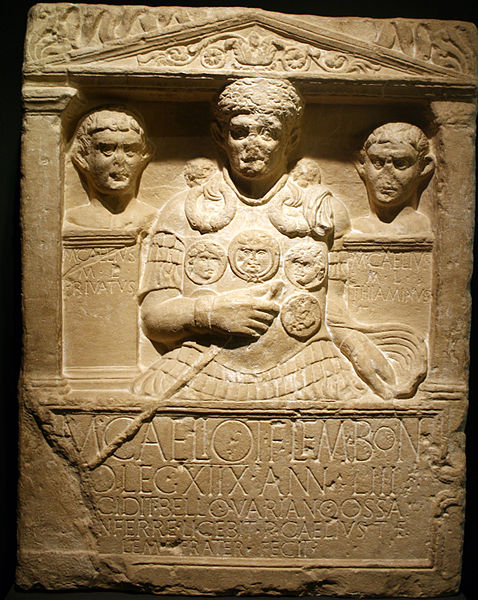 M·CAELIVS
M·L
PRIVATVS
M·CAELIVS
M·L
THIAMINVS
M·CAELIO·T·F·LEM·BON
O·LEG·XIIX·ANN·LIII
CIDIT·BELLO·VARIANO·OSSA
NFERRE·LICEBIT·P·CAELIVS·T·F
LEM·FRATER·FECIT